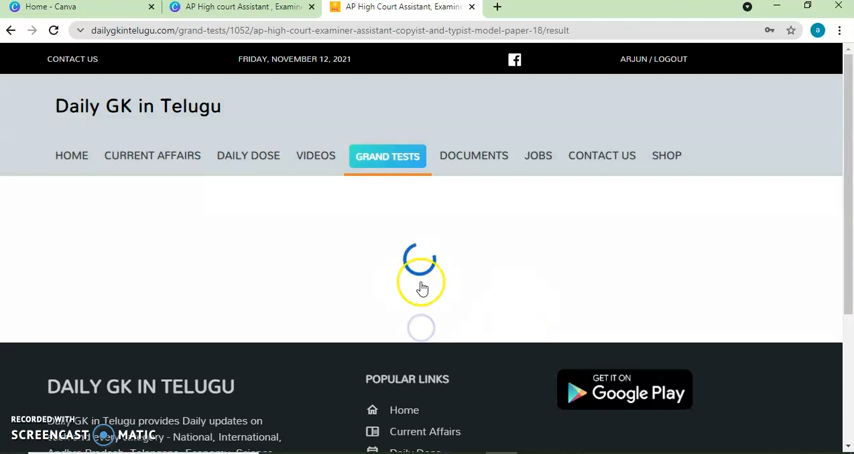 Home - Canva
AP High court Assistant , Examin
AP High Court Assistant, Examin
dailygkintelugu.com/grand-tests/1052/ap-high-court-examiner-assistant-copyist-and-typist-model-paper-18/result
a
CONTACT US FRIDAY, NOVEMBER 12, 2021 ARJUN / LOGOUT
Daily GK in Telugu
HOME CURRENT AFFAIRS DAILY DOSE VIDEOS GRAND TESTS DOCUMENTS JOBS CONTACT US SHOP
DAILY GK IN TELUGU
POPULAR LINKS
GET IT ON
Google Play
Home
RECORDED WITH
Daily GK in Telugu provides Daily updates on
SCREENCAST MATIC
category - National, International,
Current Affairs